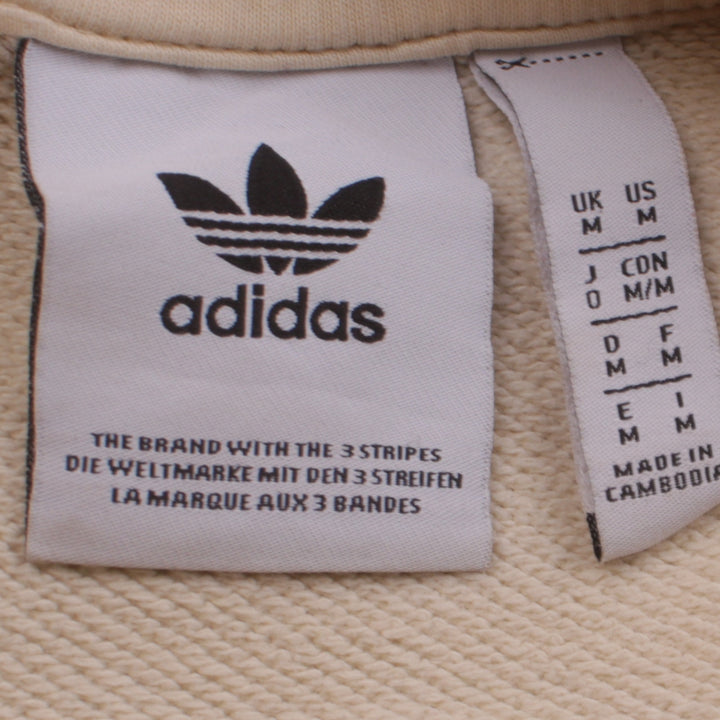 adidas
THE BRAND WITH THE 3 STRIPES
DIE WELTMARKE MIT DEN 3 STREIFEN
LA MARQUE AUX 3 BANDES
UK US
M M
J CDN
O M/M
D F
M M
E I
M M
MADE IN
CAMBODIA